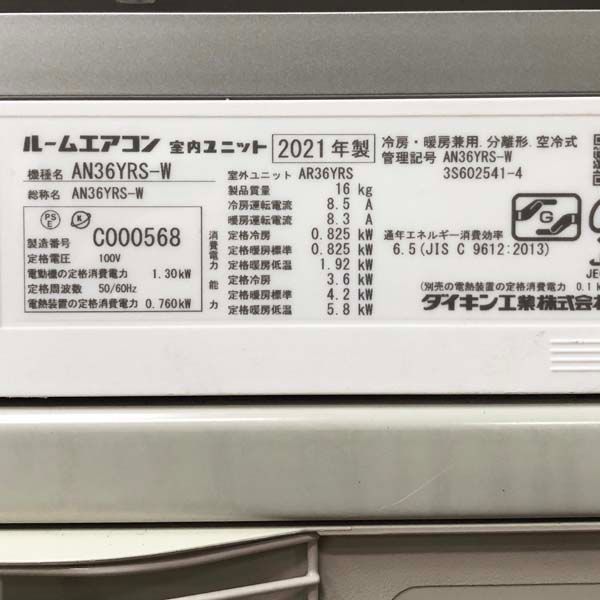 ルームエアコン 室内ユニット 2021年製
冷房・暖房兼用.分離形.空冷式
機種名 AN36YRS-W
総称名 AN36YRS-W
PS
E
K
製造番号 C000568
定格電圧 100V
電動機の定格消費電力 1.30kW
定格周波数 50/60Hz
電熱装置の定格消費電力 0.760kW
室外ユニット AR36YRS
製品質量 16 kg
冷房運転電流 8.5 A
暖房運転電流 8.3 A
消費電力
定格冷房 0.825 kW
定格暖房標準 0.825 kW
定格暖房低温 1.92 kW
能力
定格冷房 3.6 kW
定格暖房標準 4.2 kW
定格暖房低温 5.8 kW
管理記号 AN36YRS-W
3S602541-4
G
通年エネルギー消費効率
6.5(JIS C 9612:2013)
(別売の電熱装置の定格消費電力 0.1
ダイキン工業株式会